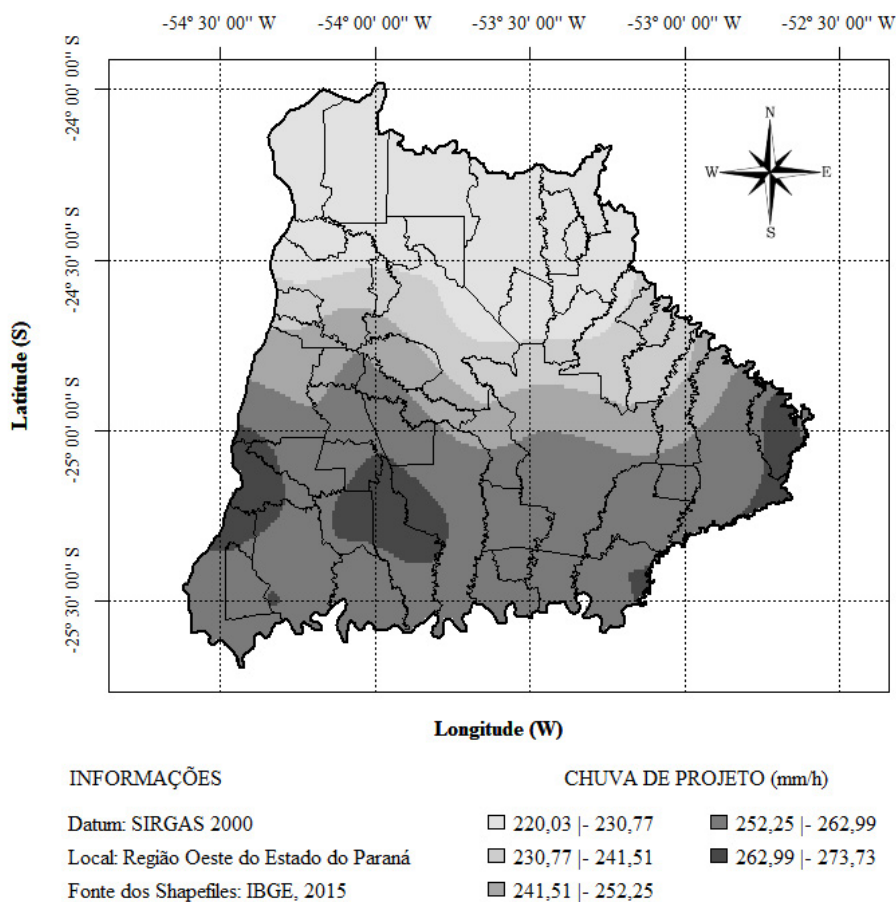 -54° 30' 00" W -54° 00' 00" W -53° 30' 00" W -53° 00' 00" W -52° 30' 00" W
-24° 00' 00" S
-24° 30' 00" S
-25° 00' 00" S
-25° 30' 00" S
Latitude (S)
N
W
E
S
Longitude (W)
INFORMAÇÕES
Datum: SIRGAS 2000
Local: Região Oeste do Estado do Paraná
Fonte dos Shapefiles: IBGE, 2015
CHUVA DE PROJETO (mm/h)
220,03 |- 230,77
230,77 |- 241,51
241,51 |- 252,25
252,25 |- 262,99
262,99 |- 273,73